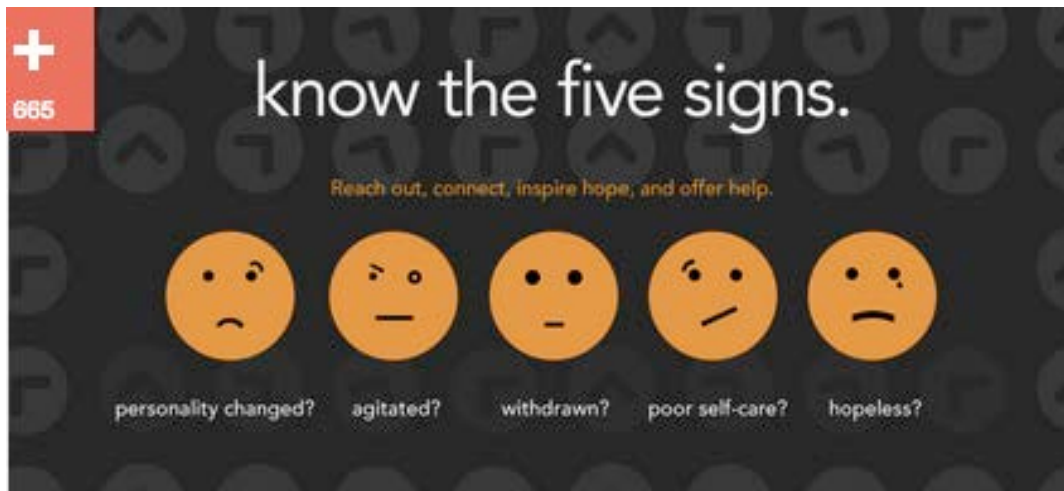 +
665
know the five signs.
Reach out, connect, inspire hope, and offer help.
personality changed? agitated? withdrawn? poor self-care? hopeless?